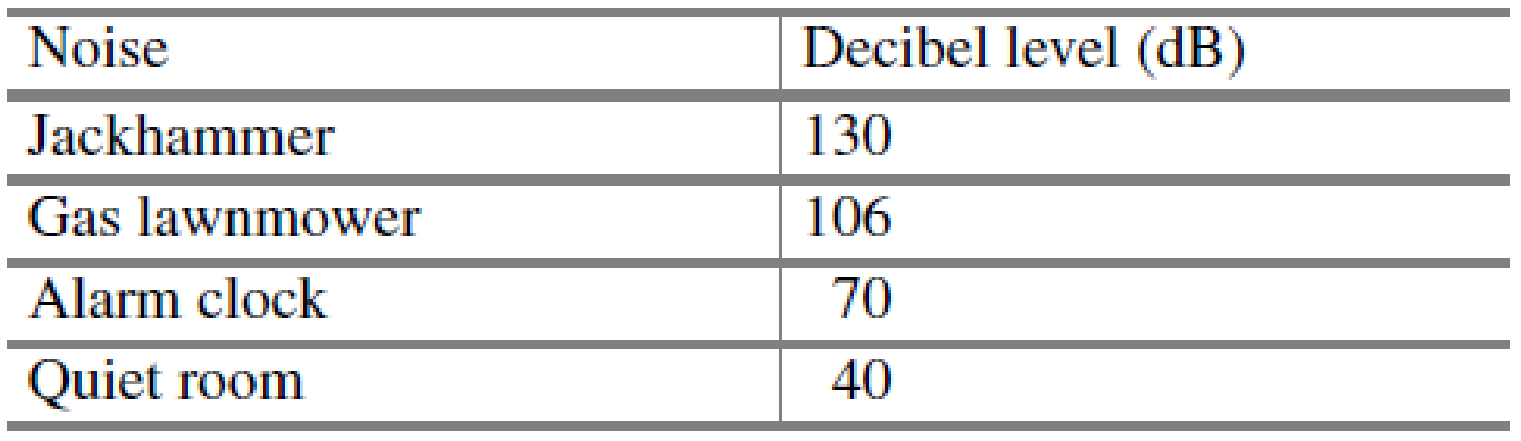 Noise Decibel level (dB)
Jackhammer 130
Gas lawnmower 106
Alarm clock 70
Quiet room 40